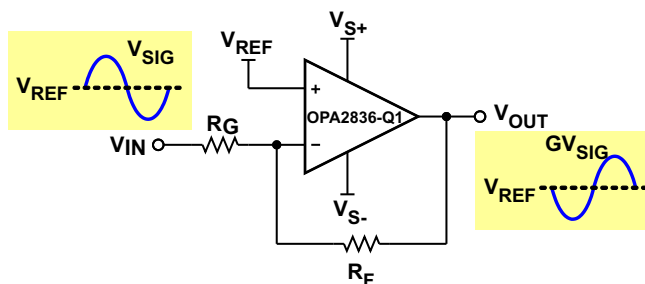 VS+
VREF
VSIG
VREF
+
OPA2836-Q1
RG
VIN
−
VOUT
GVSIG
VREF
VS-
RF